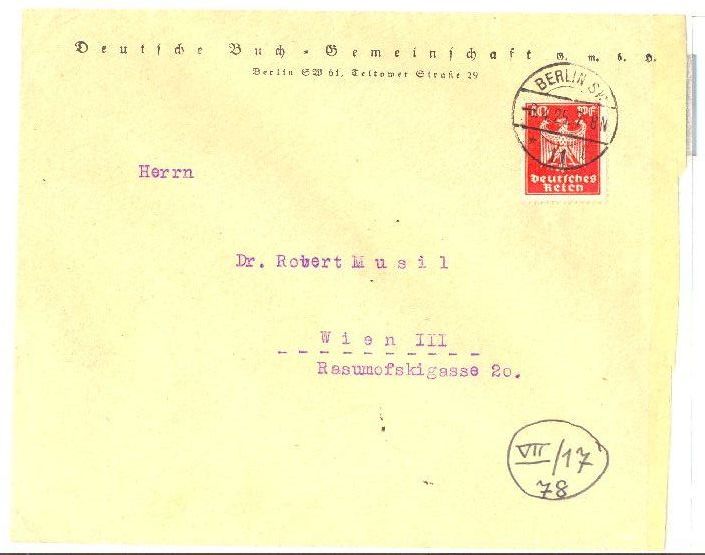 Deutsche Buch-Gemeinschaft G. m. b. H.
Berlin SW 61, Teltower Straße 29
BERLIN SW
Deutsches
Reich
Herrn
Dr. Robert Musil
Wien III
Rasumofskigasse 20.
VII/17
78